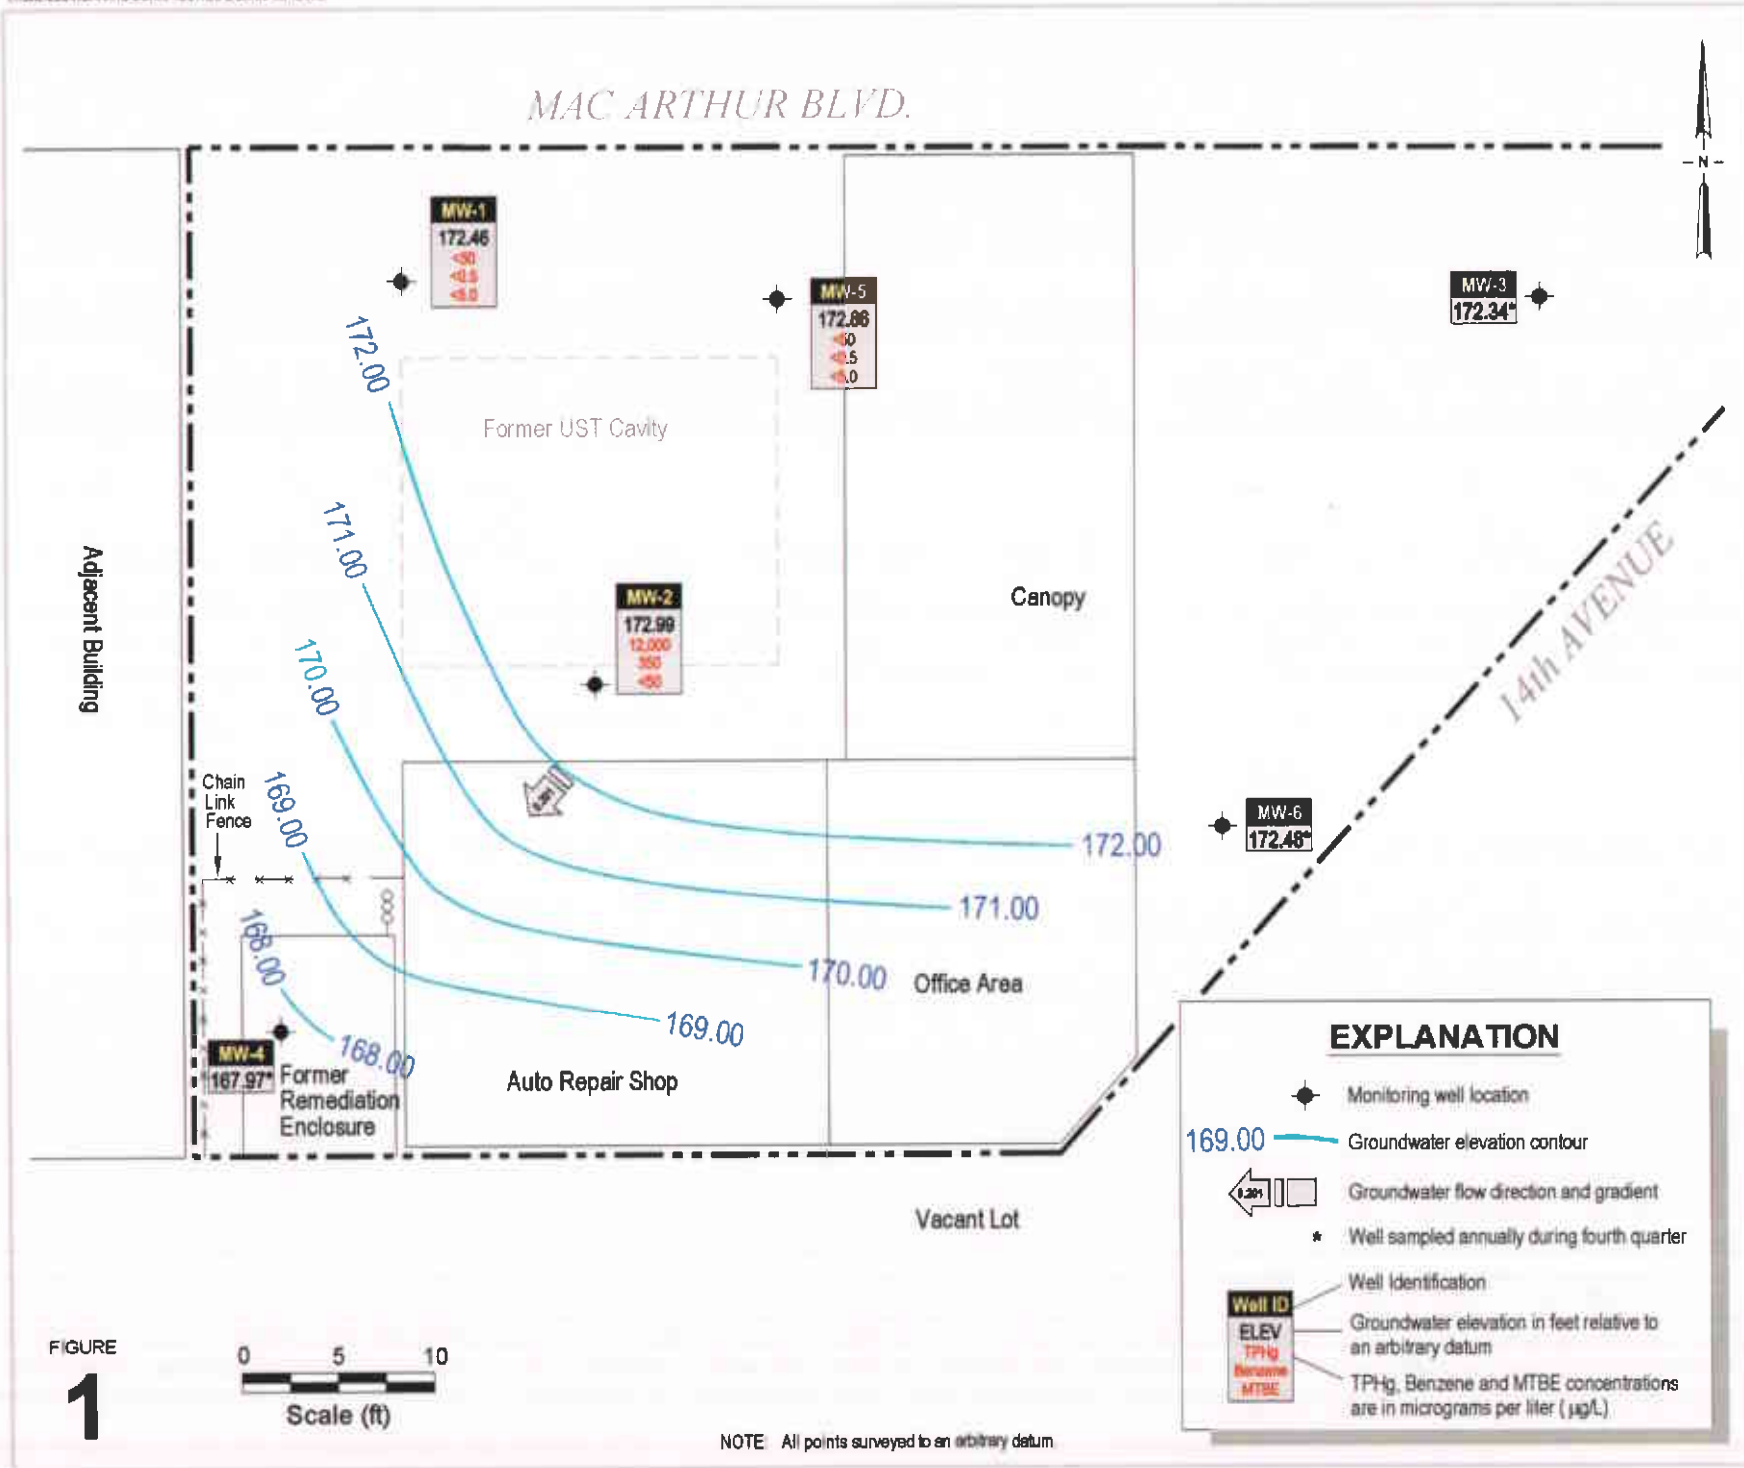 MAC ARTHUR BLVD.
N
MW-1
172.46
<50
<0.5
<5.0
MW-5
172.86
<50
<0.5
<5.0
MW-3
172.34*
172.00
Former UST Cavity
171.00
Adjacent Building
MW-2
172.99
12,000
350
<50
Canopy
14th AVENUE
170.00
Chain
Link
Fence
169.00
0.201
MW-6
172.48*
172.00
171.00
168.00
170.00
Office Area
169.00
168.00
MW-4
167.97*
Former
Remediation
Enclosure
Auto Repair Shop
Vacant Lot
EXPLANATION
Monitoring well location
169.00 Groundwater elevation contour
0.201 Groundwater flow direction and gradient
* Well sampled annually during fourth quarter
Well Identification
Well ID
ELEV
TPHg
Benzene
MTBE
Groundwater elevation in feet relative to
an arbitrary datum
TPHg, Benzene and MTBE concentrations
are in micrograms per liter (µg/L)
FIGURE
1
0 5 10
Scale (ft)
NOTE All points surveyed to an arbitrary datum